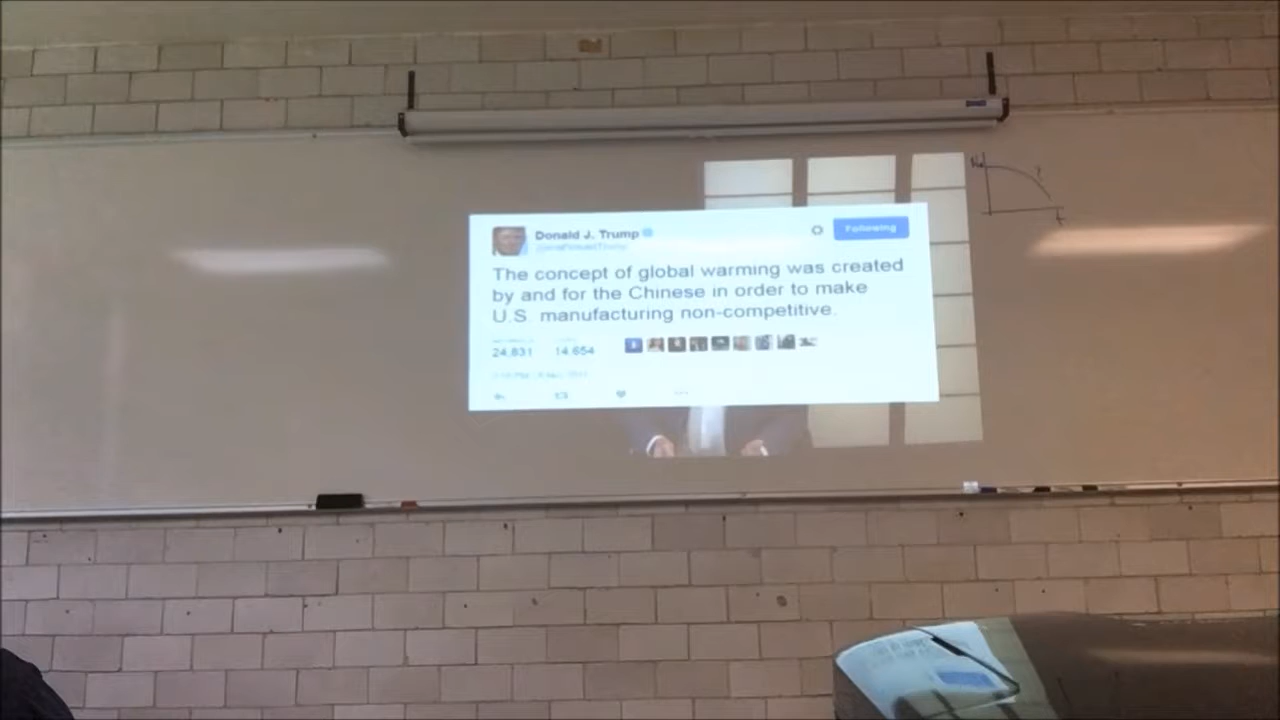 Donald J. Trump
Following
The concept of global warming was created
by and for the Chinese in order to make
U.S. manufacturing non-competitive.
24,831 14,654